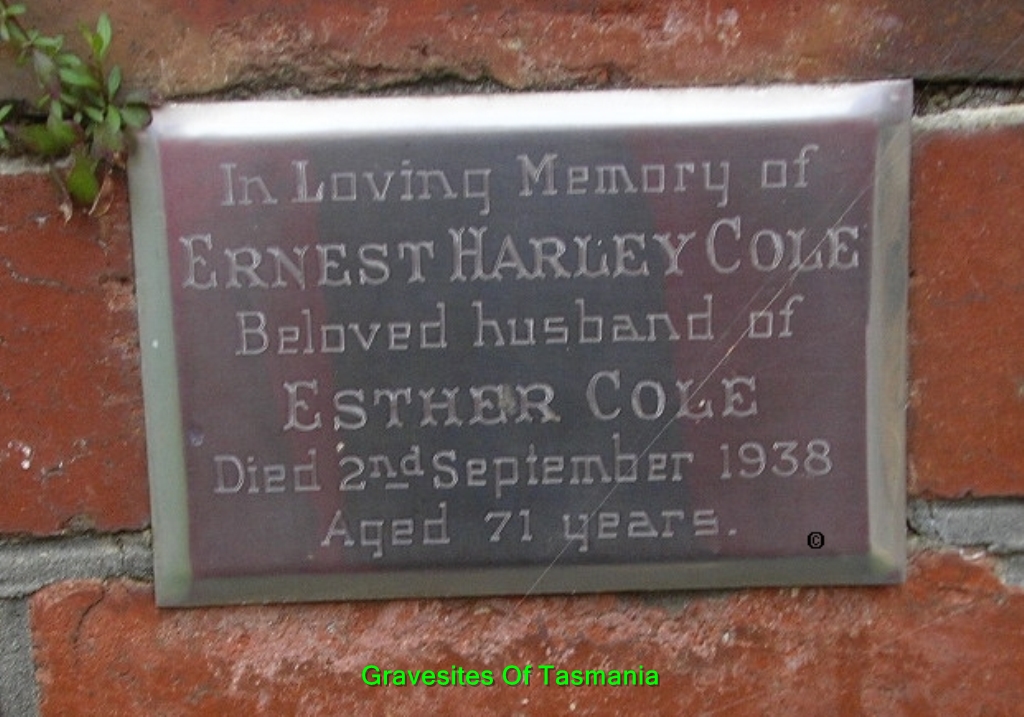 In Loving Memory of
ERNEST HARLEY COLE
Beloved husband of
ESTHER COLE
Died 2nd September 1938
Aged 71 years.
©
Gravesites Of Tasmania